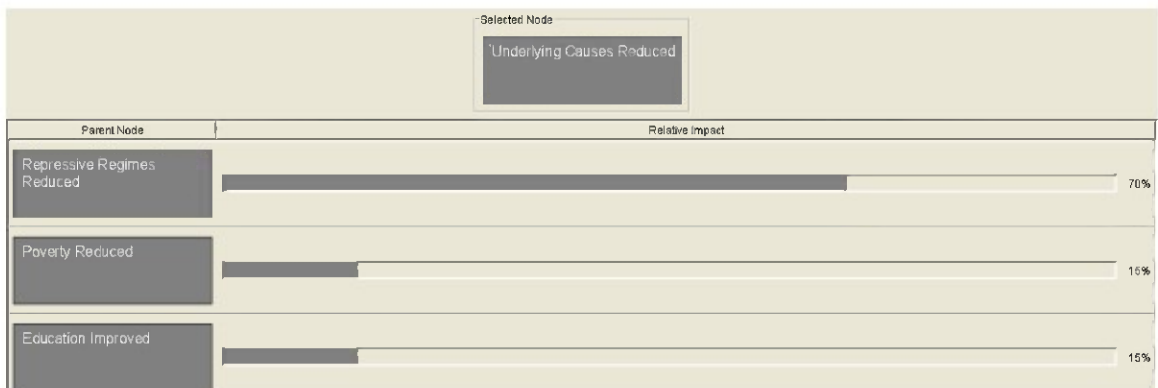 Selected Node
Underlying Causes Reduced
Parent Node
Relative Impact
Repressive Regimes
Reduced
70%
Poverty Reduced
15%
Education Improved
15%